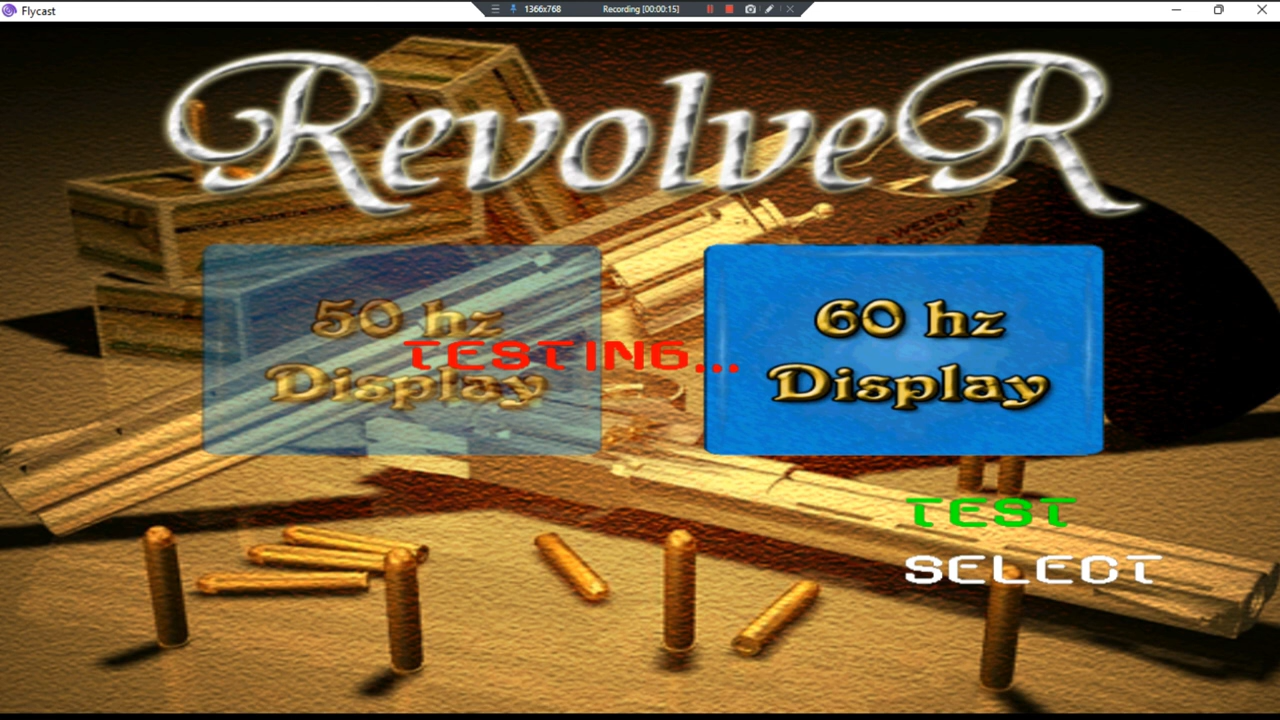 Flycast
1366x768
Recording [00:00:15]
RevolveR
50 hz
Display
60 hz
Display
TESTING...
TEST
SELECT